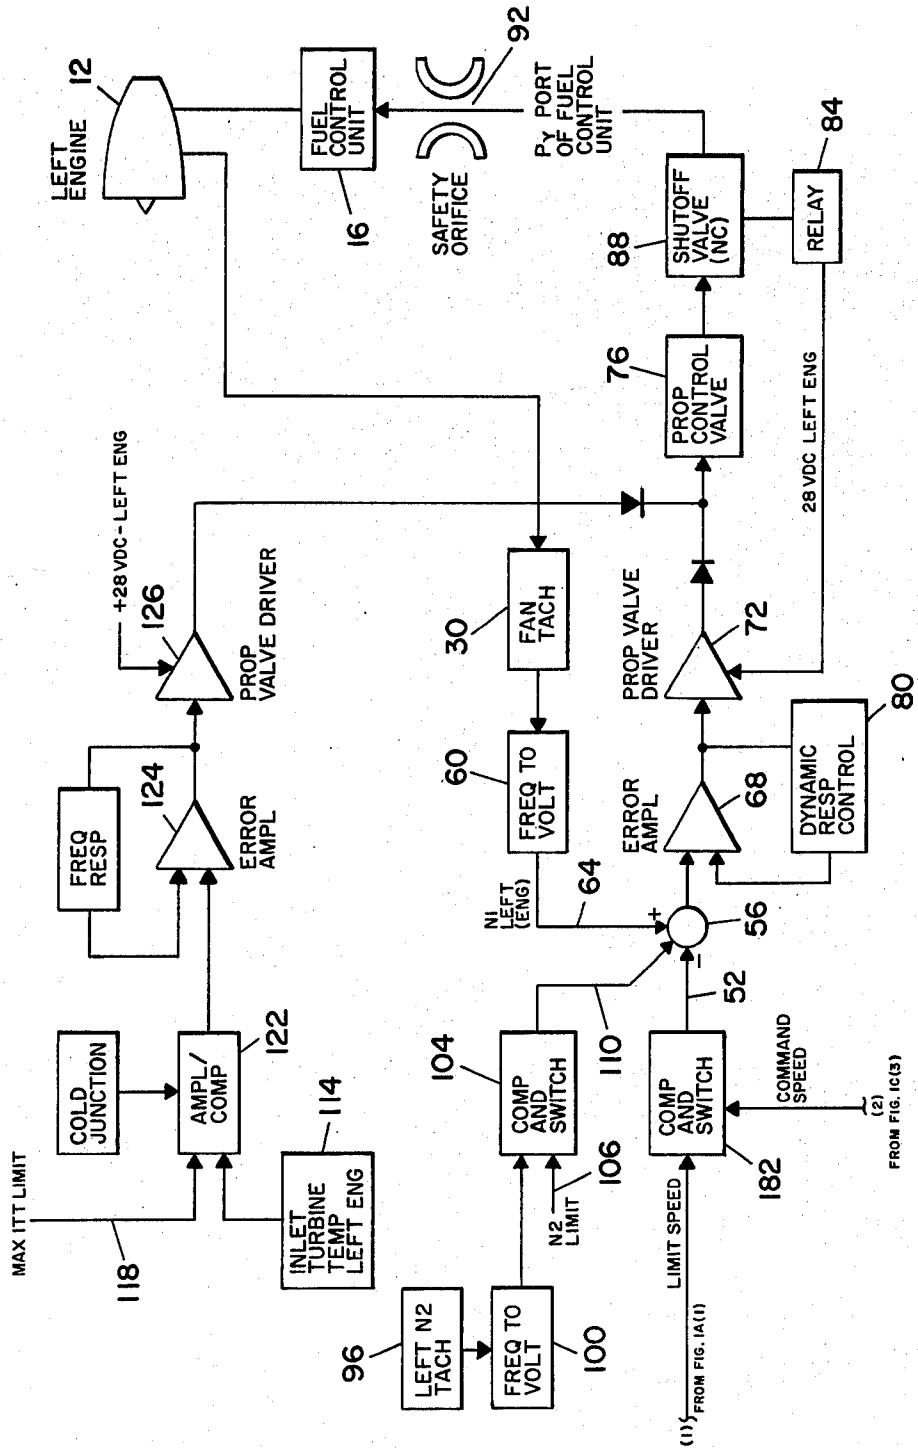 MAX ITT LIMIT
118
COLD
JUNCTION
AMPL/
COMP
122
INLET
TURBINE
TEMP
LEFT ENG
114
FREQ
RESP
124
ERROR
AMPL
+28 VDC-LEFT ENG
126
PROP
VALVE DRIVER
LEFT
ENGINE
12
FUEL
CONTROL
UNIT
16
SAFETY
ORIFICE
92
PY PORT
OF FUEL
CONTROL
UNIT
96
LEFT N2
TACH
FREQ TO
VOLT
100
104
COMP
AND
SWITCH
106
N2
LIMIT
110
N1
LEFT
(ENG)
64
60
FREQ TO
VOLT
30
FAN
TACH
(1)
FROM FIG. 1A(1)
LIMIT SPEED
COMP
AND
SWITCH
182
COMMAND
SPEED
(2)
FROM FIG. 1C(3)
52
+
−
56
ERROR
AMPL
68
DYNAMIC
RESP
CONTROL
80
PROP VALVE
DRIVER
72
76
PROP
CONTROL
VALVE
88
SHUTOFF
VALVE
(NC)
RELAY
84
28 VDC LEFT ENG